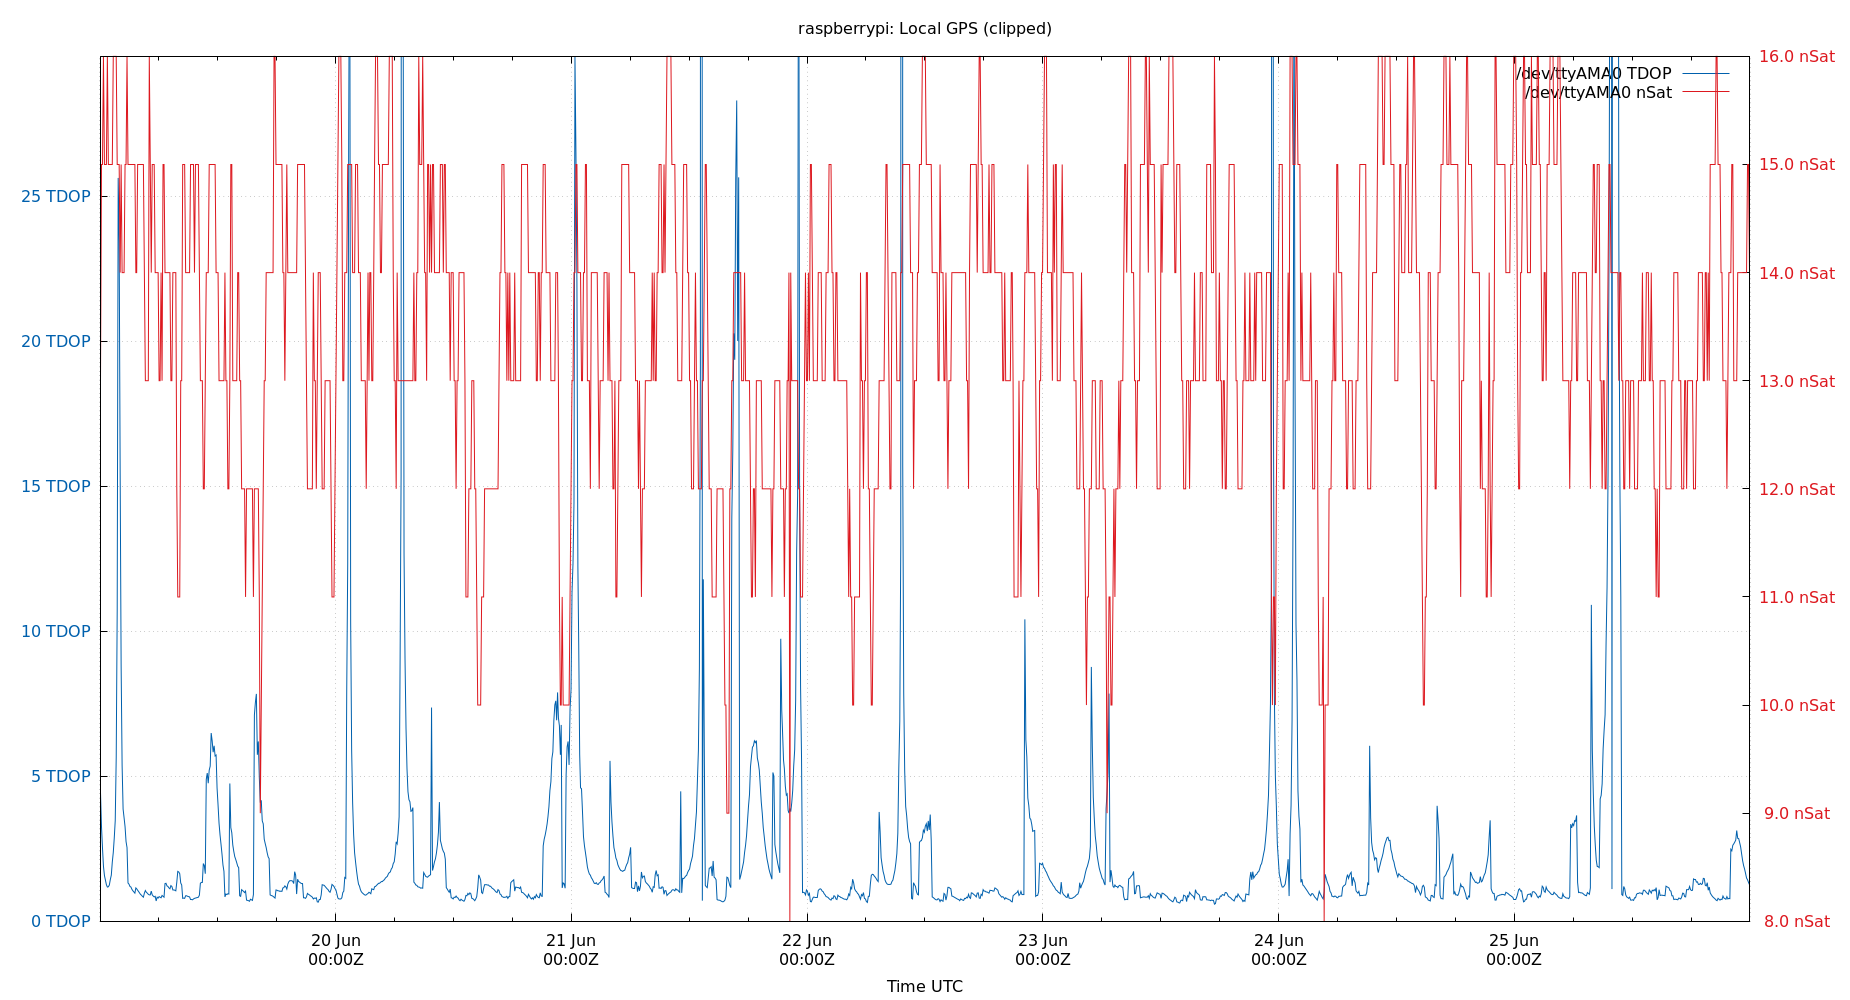 raspberrypi: Local GPS (clipped)
/dev/ttyAMA0 TDOP
/dev/ttyAMA0 nSat
25 TDOP
20 TDOP
15 TDOP
10 TDOP
5 TDOP
0 TDOP
16.0 nSat
15.0 nSat
14.0 nSat
13.0 nSat
12.0 nSat
11.0 nSat
10.0 nSat
9.0 nSat
8.0 nSat
20 Jun
00:00Z
21 Jun
00:00Z
22 Jun
00:00Z
23 Jun
00:00Z
24 Jun
00:00Z
25 Jun
00:00Z
Time UTC